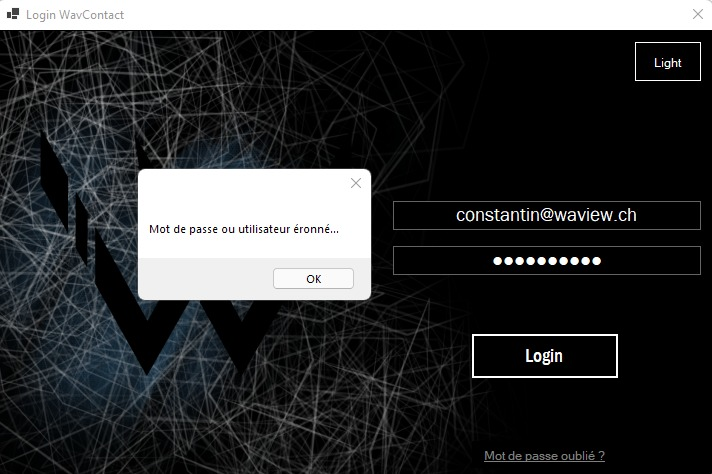 Login WavContact
Light
constantin@waview.ch
Mot de passe ou utilisateur éronné...
●●●●●●●●●●
OK
Login
Mot de passe oublié ?